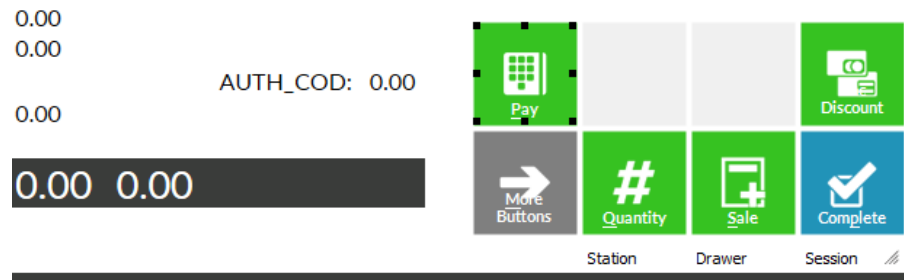 0.00
0.00
AUTH_COD: 0.00
0.00
0.00 0.00
Pay
Discount
More
Buttons
#
Quantity
Sale
Complete
Station Drawer Session